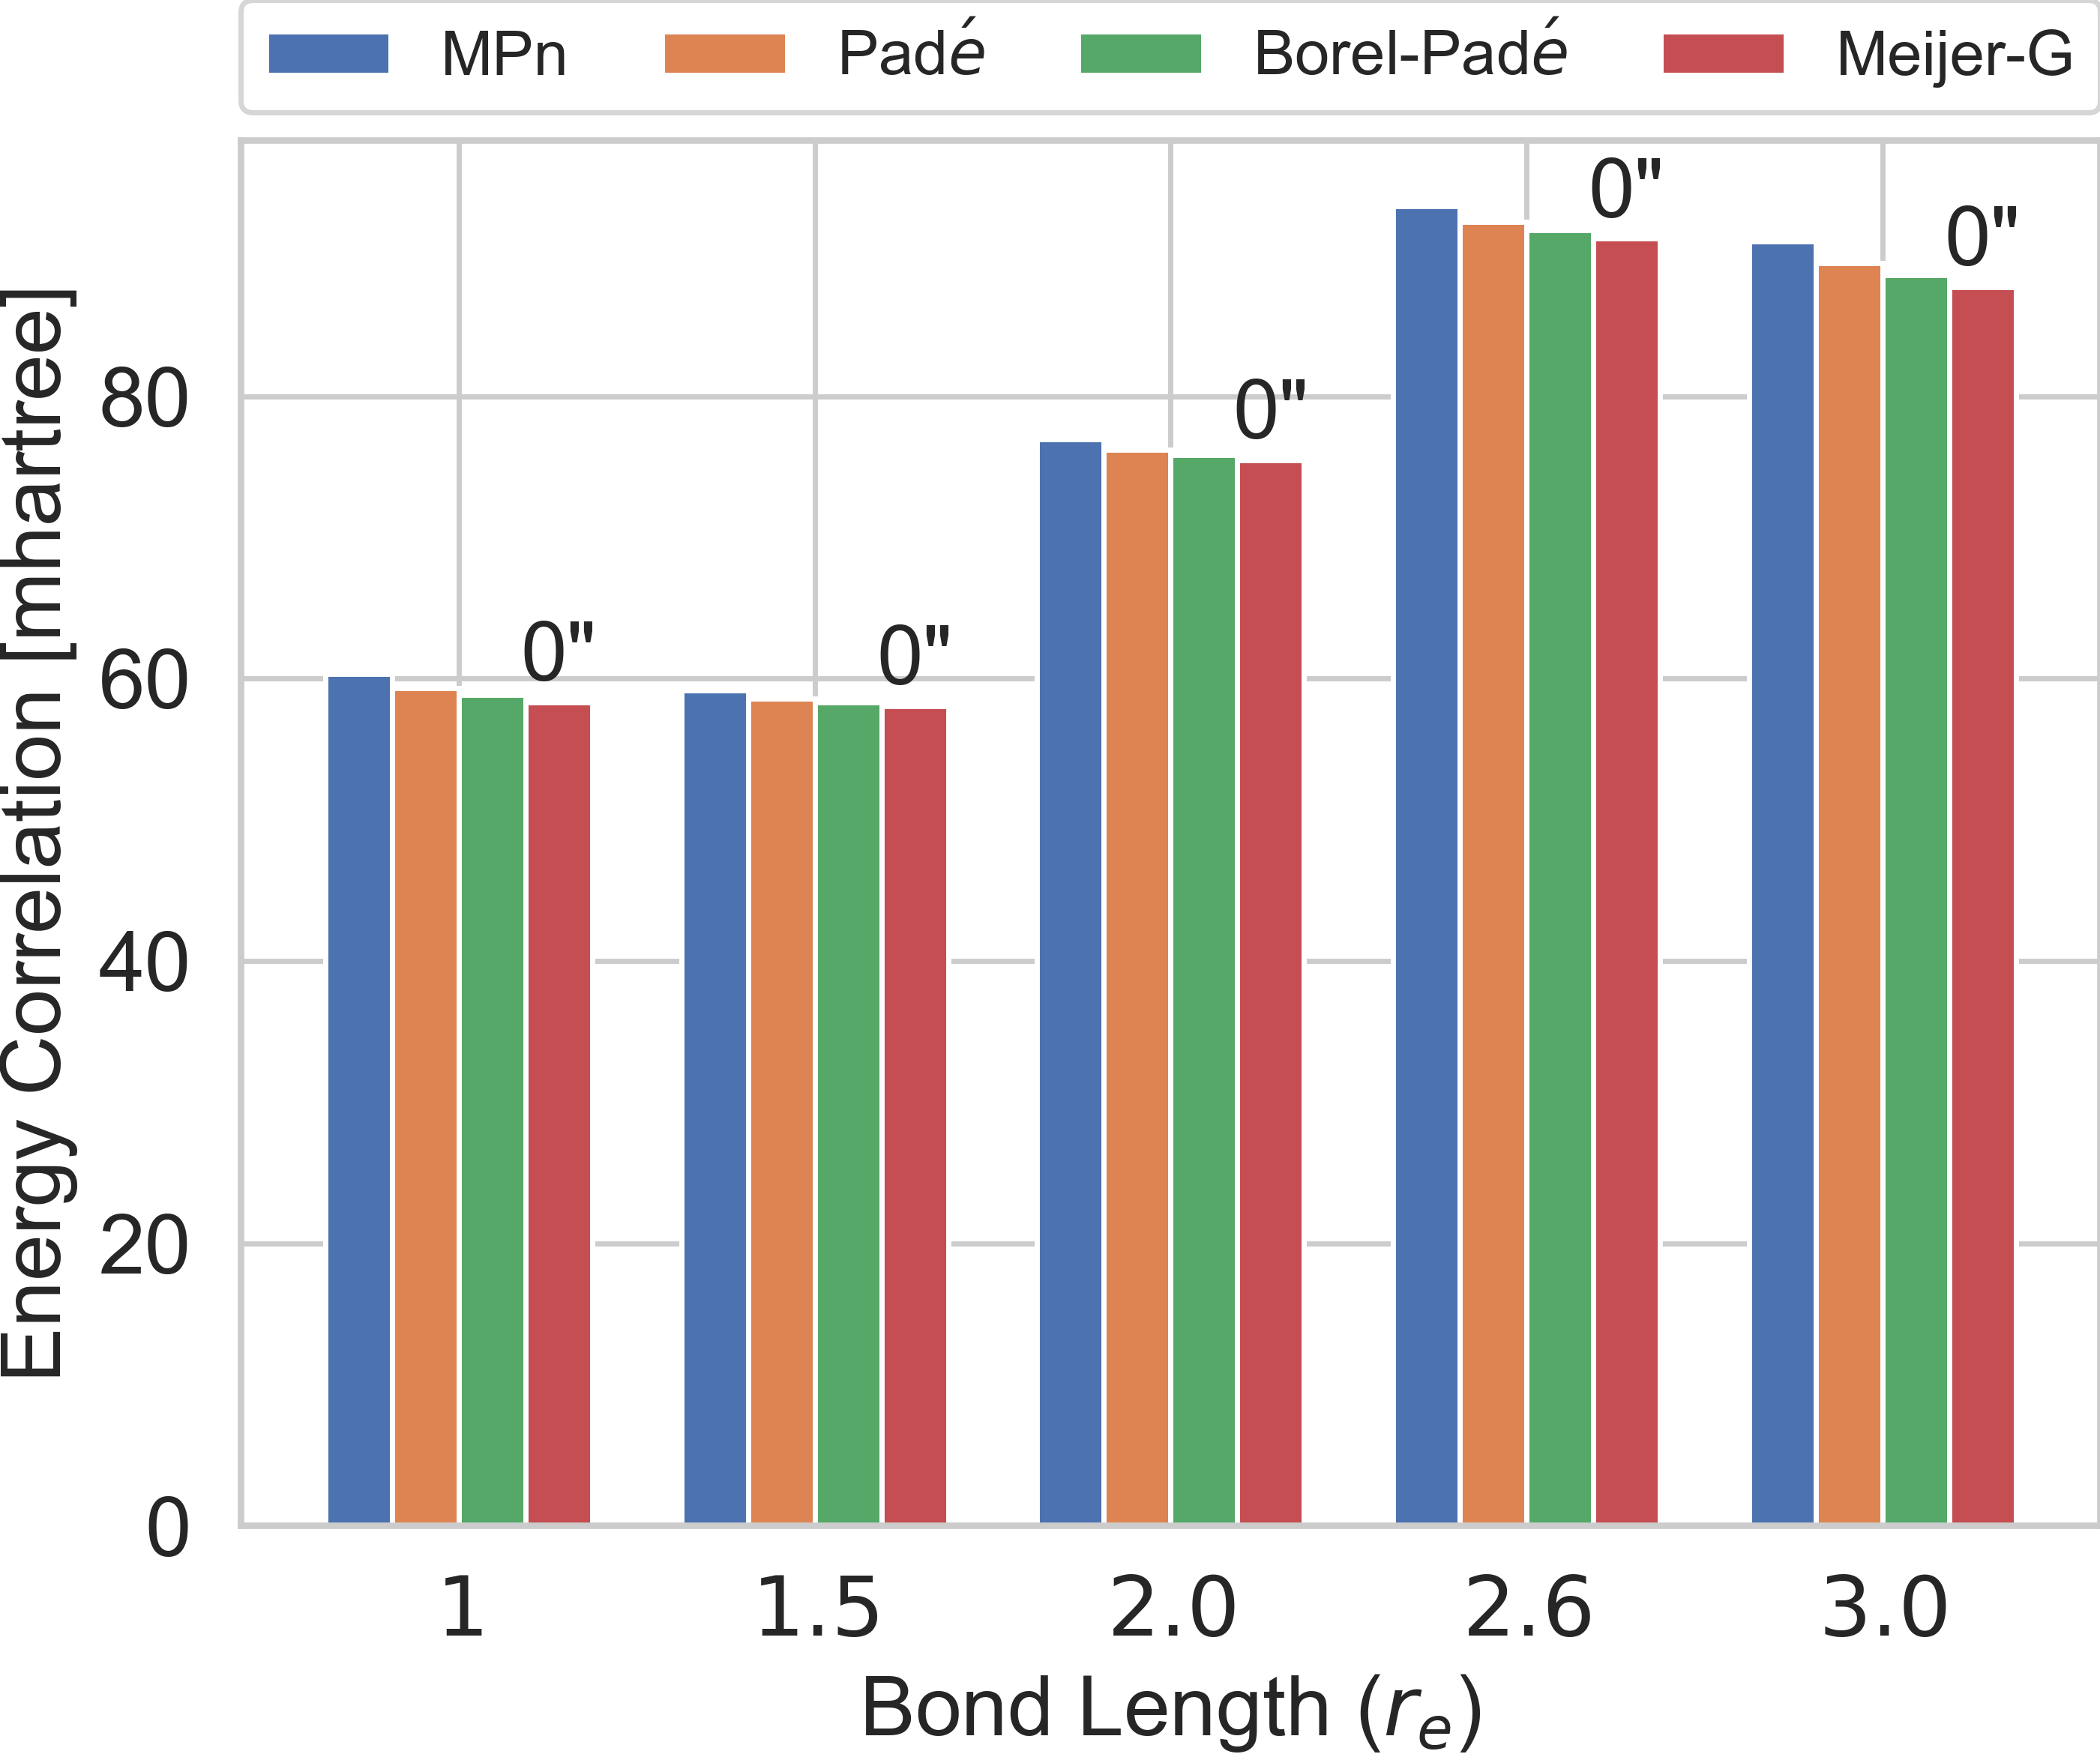 MPn Padé Borel-Padé Meijer-G
Energy Correlation [mhartree]
80
60
40
20
0
0"
0"
0"
0"
0"
1 1.5 2.0 2.6 3.0
Bond Length (r_e)